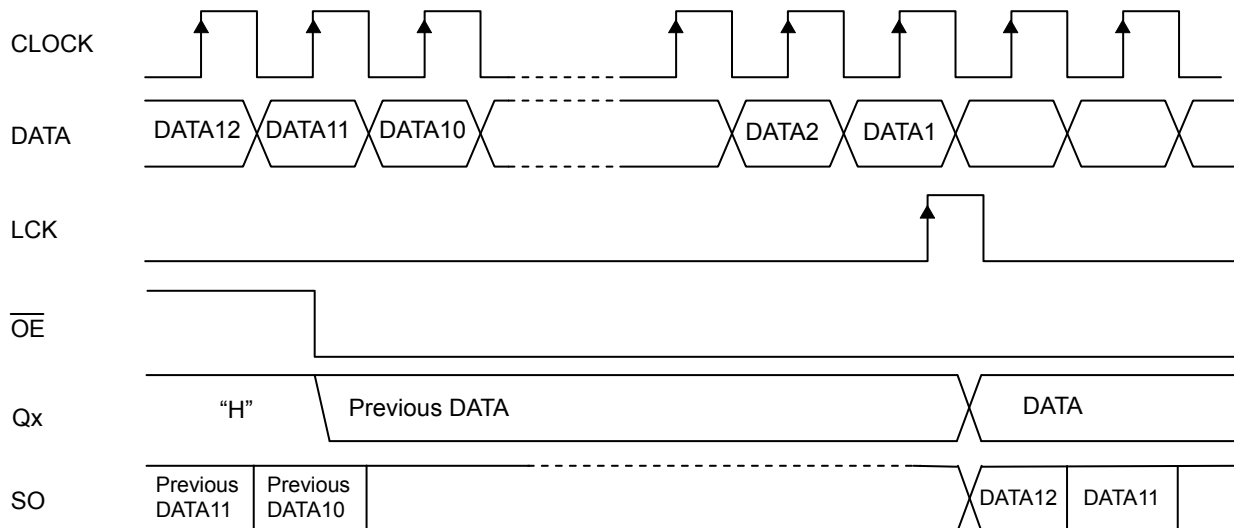 CLOCK
DATA
DATA12 DATA11 DATA10 DATA2 DATA1
LCK
OE
Qx
“H” Previous DATA DATA
SO
Previous DATA11
Previous DATA10
DATA12 DATA11